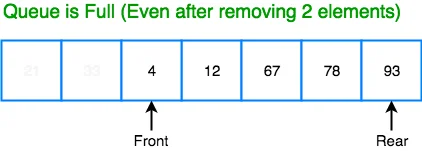 Queue is Full (Even after removing 2 elements)
21 33 4 12 67 78 93
Front Rear